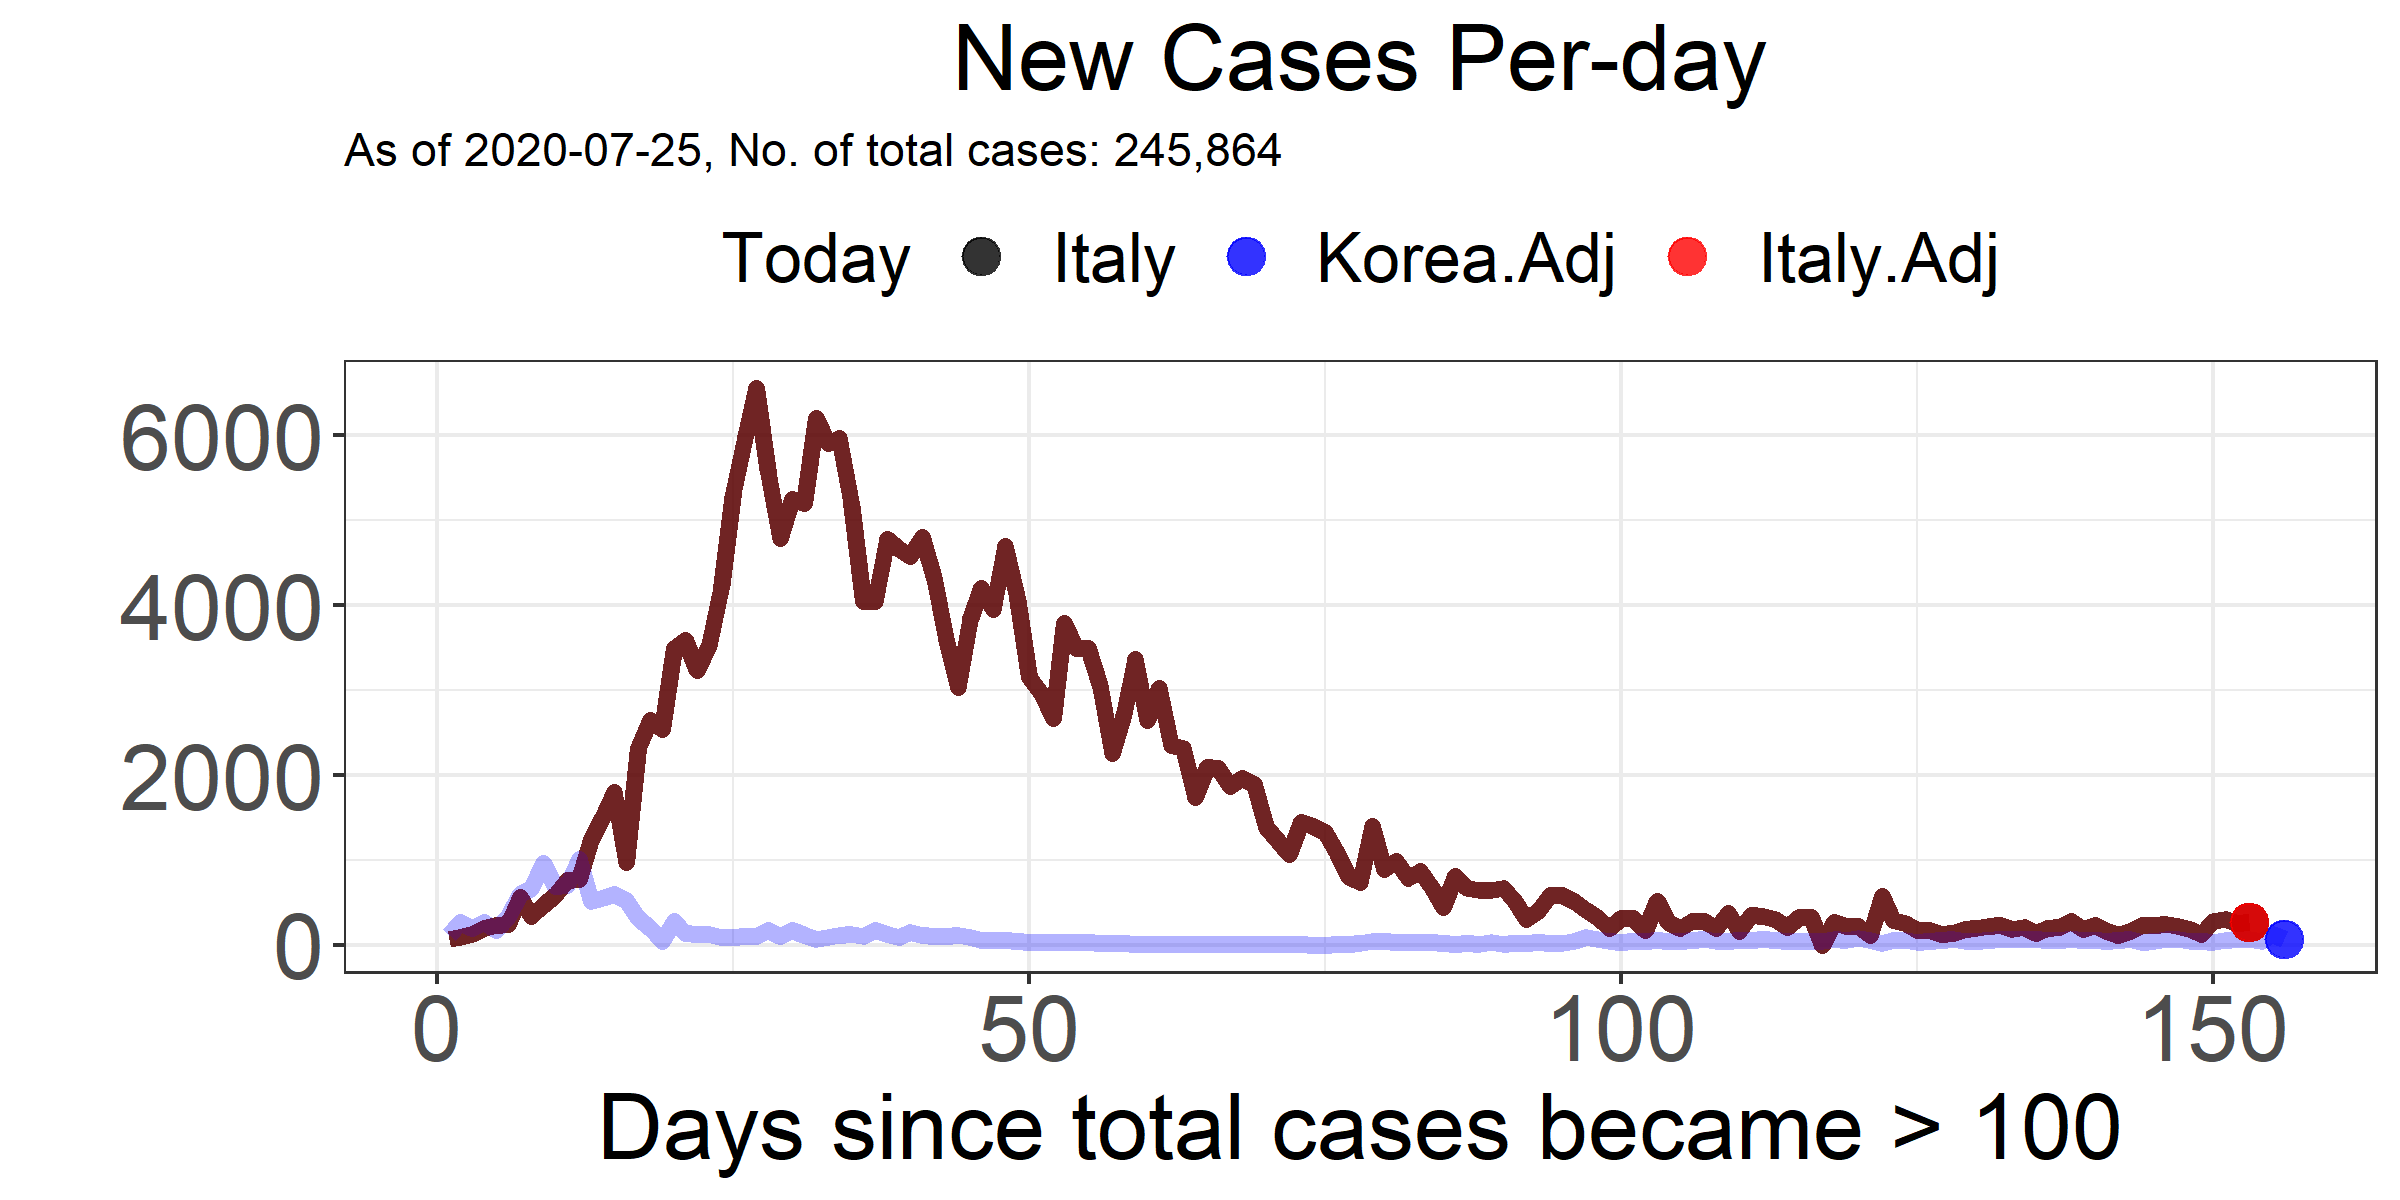 New Cases Per-day
As of 2020-07-25, No. of total cases: 245,864
Today Italy Korea.Adj Italy.Adj
6000
4000
2000
0
0 50 100 150
Days since total cases became > 100